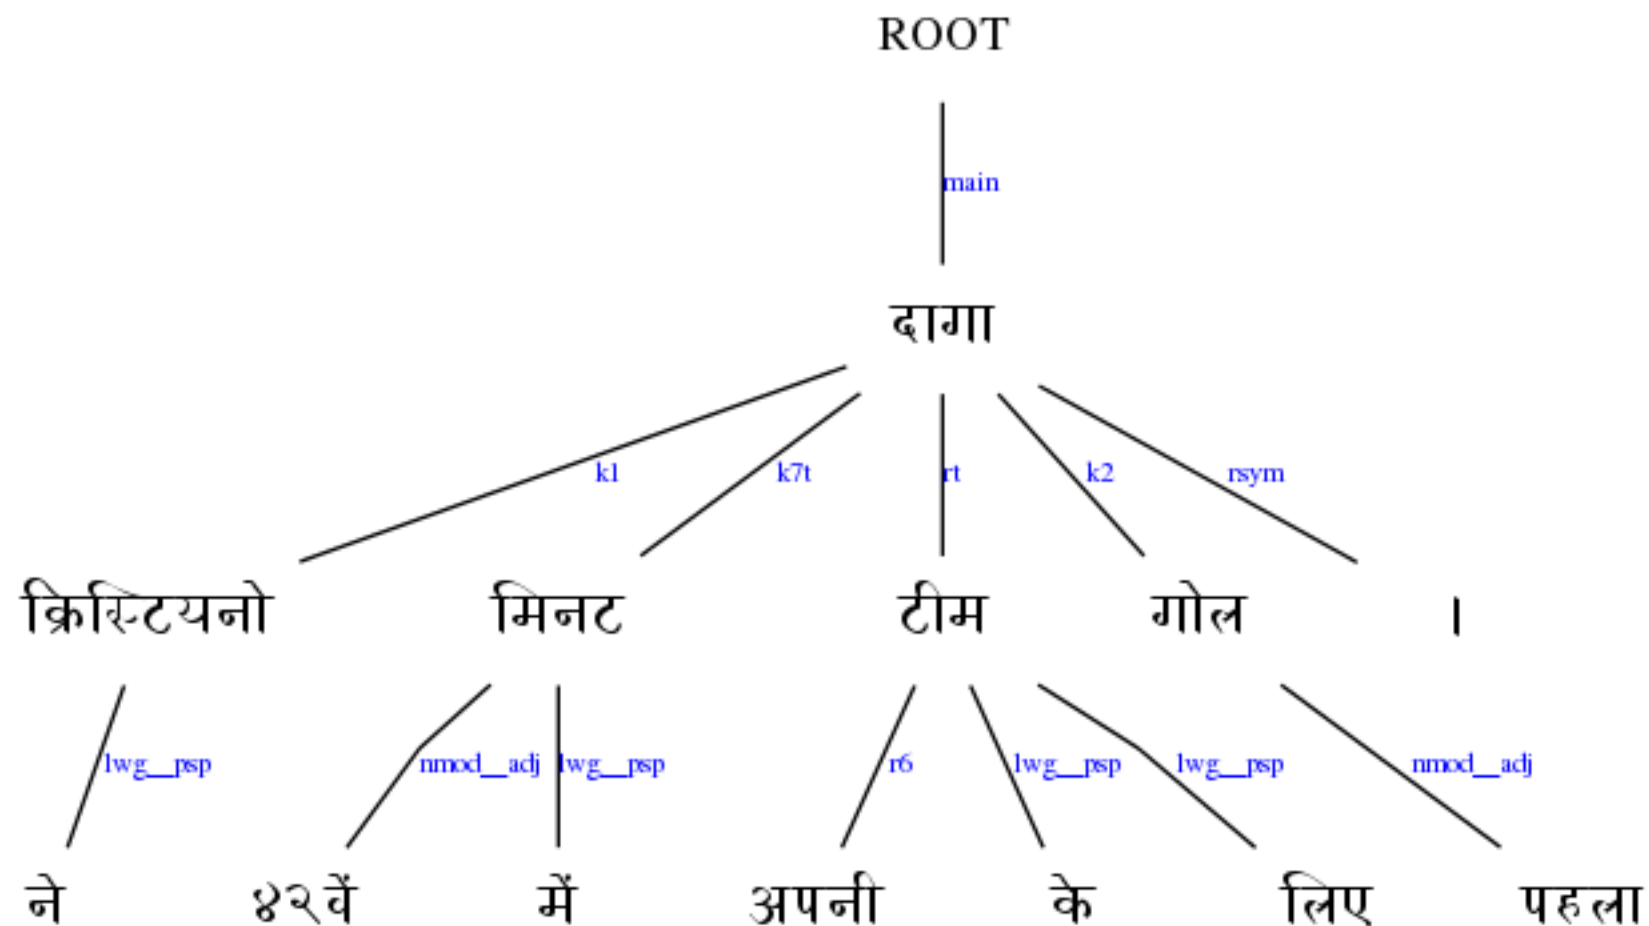 ROOT
main
दागा
k1 k7t rt k2 rsym
क्रिस्टियनो मिनट टीम गोल ।
lwg__psp nmod__adj lwg__psp r6 lwg__psp lwg__psp nmod__adj
ने ४२वें में अपनी के लिए पहला